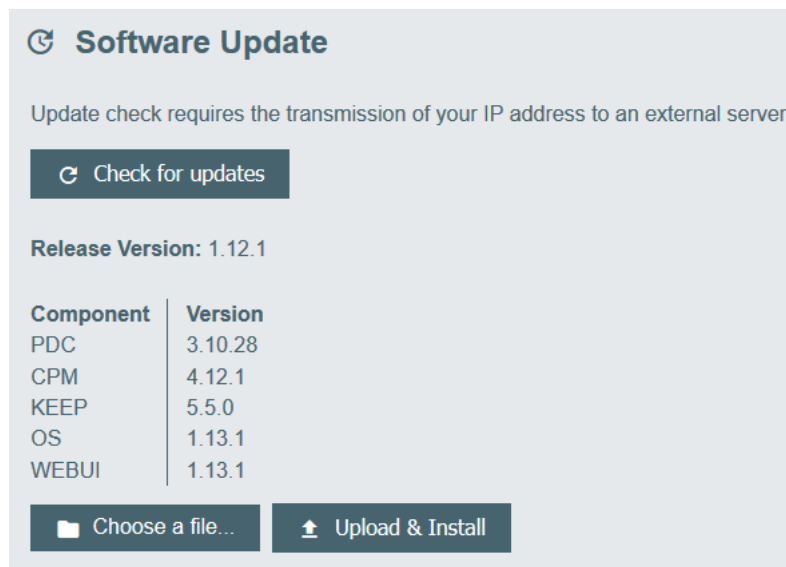 Software Update
Update check requires the transmission of your IP address to an external server
Check for updates
Release Version: 1.12.1
Component Version
PDC 3.10.28
CPM 4.12.1
KEEP 5.5.0
OS 1.13.1
WEBUI 1.13.1
Choose a file... Upload & Install